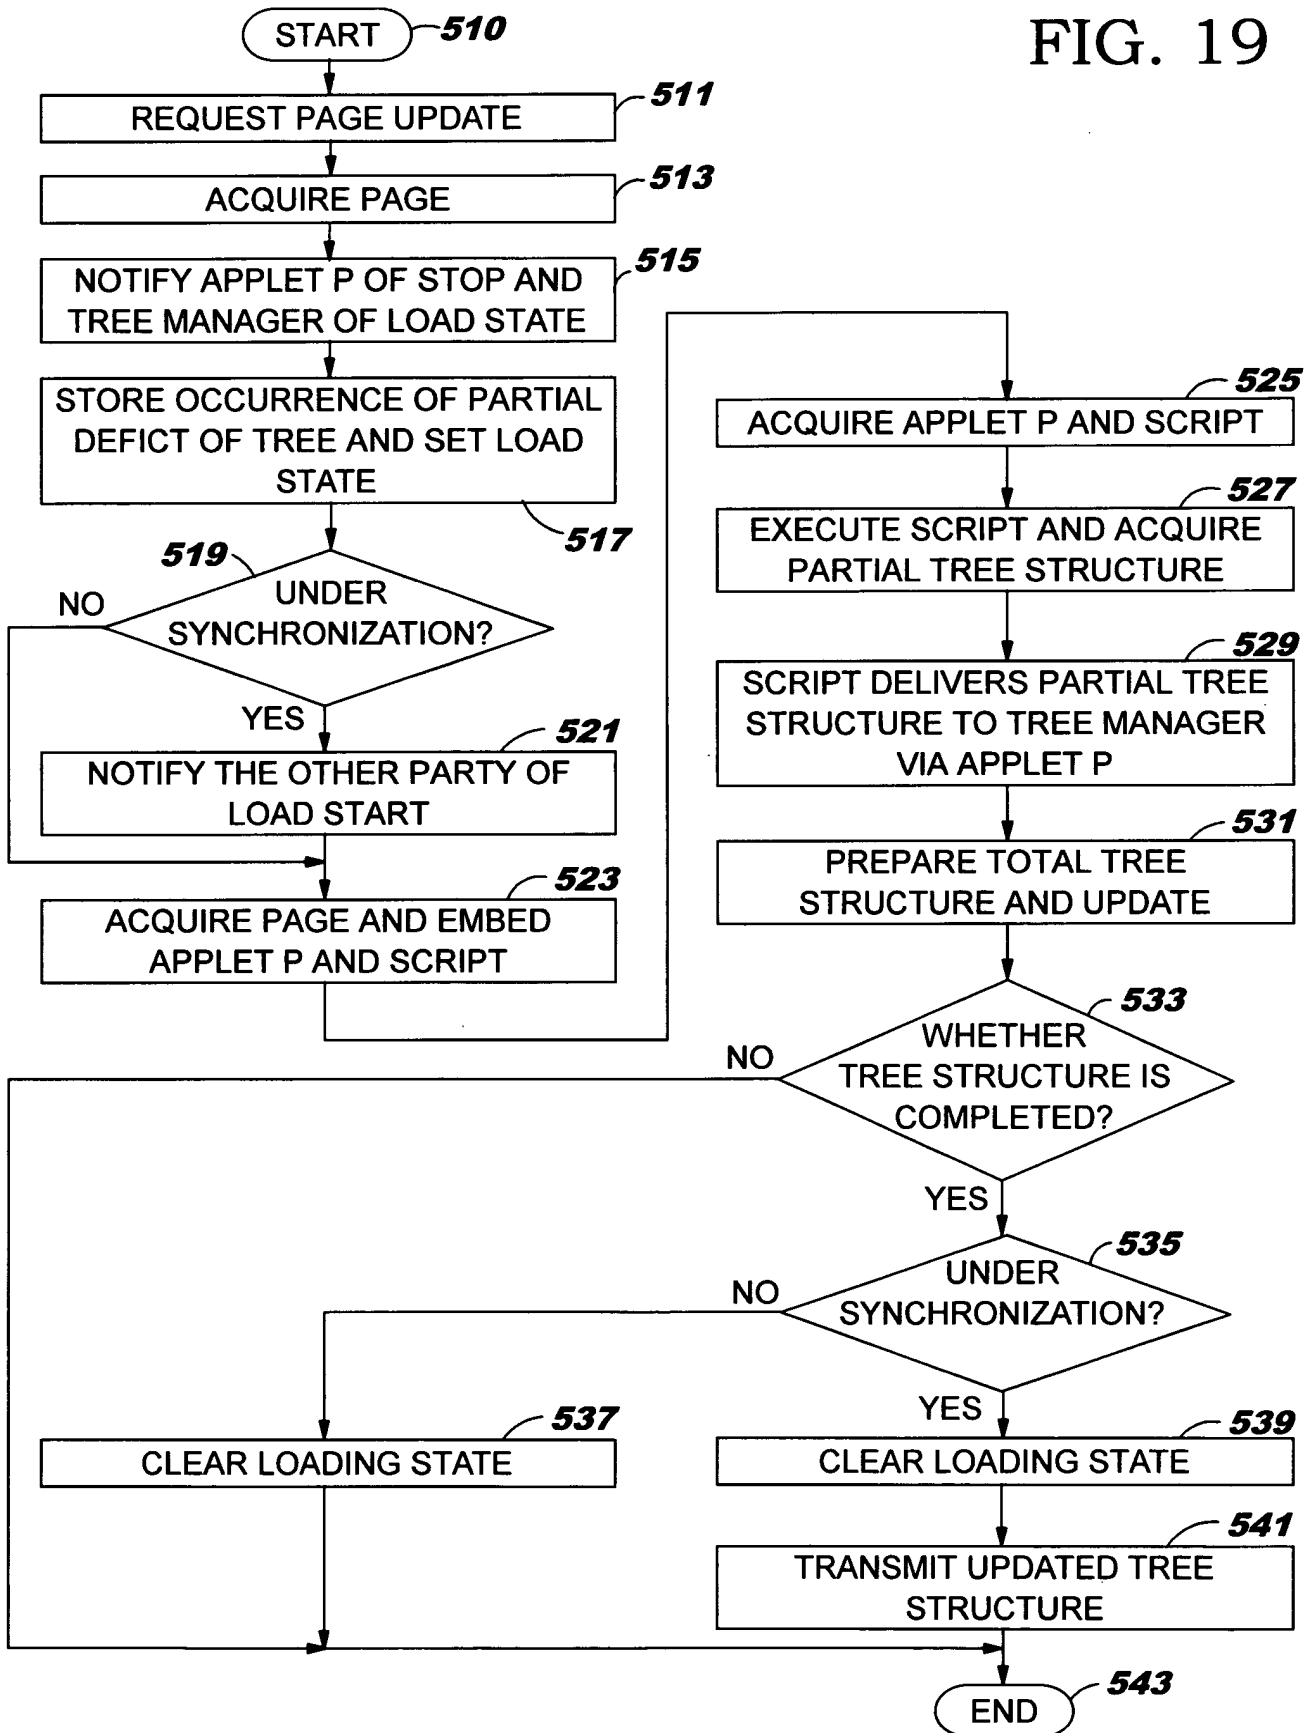 FIG. 19
START
510
REQUEST PAGE UPDATE
511
ACQUIRE PAGE
513
NOTIFY APPLET P OF STOP AND
TREE MANAGER OF LOAD STATE
515
STORE OCCURRENCE OF PARTIAL
DEFICT OF TREE AND SET LOAD
STATE
517
519
UNDER
SYNCHRONIZATION?
NO
YES
521
NOTIFY THE OTHER PARTY OF
LOAD START
523
ACQUIRE PAGE AND EMBED
APPLET P AND SCRIPT
525
ACQUIRE APPLET P AND SCRIPT
527
EXECUTE SCRIPT AND ACQUIRE
PARTIAL TREE STRUCTURE
529
SCRIPT DELIVERS PARTIAL TREE
STRUCTURE TO TREE MANAGER
VIA APPLET P
531
PREPARE TOTAL TREE
STRUCTURE AND UPDATE
533
WHETHER
TREE STRUCTURE IS
COMPLETED?
NO
YES
535
UNDER
SYNCHRONIZATION?
NO
YES
537
CLEAR LOADING STATE
539
CLEAR LOADING STATE
541
TRANSMIT UPDATED TREE
STRUCTURE
END
543